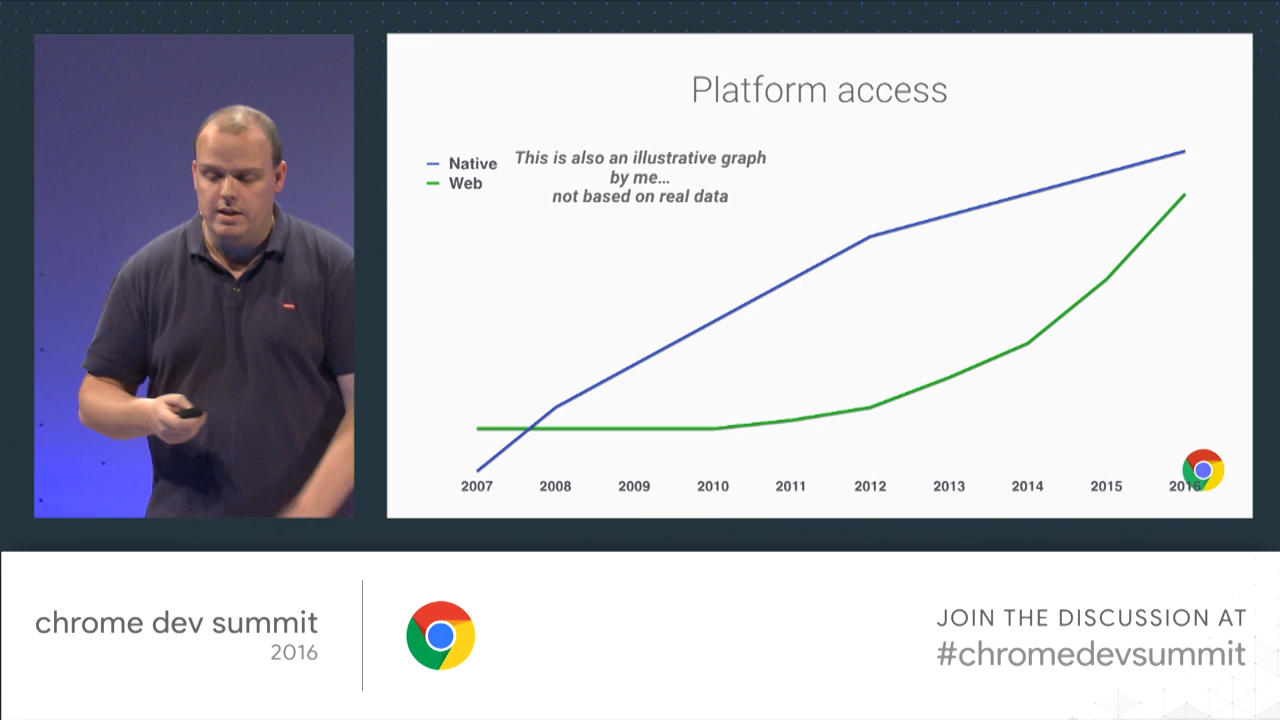 Platform access
Native
Web
This is also an illustrative graph
by me...
not based on real data
2007 2008 2009 2010 2011 2012 2013 2014 2015 2016
chrome dev summit
2016
JOIN THE DISCUSSION AT
#chromedevsummit